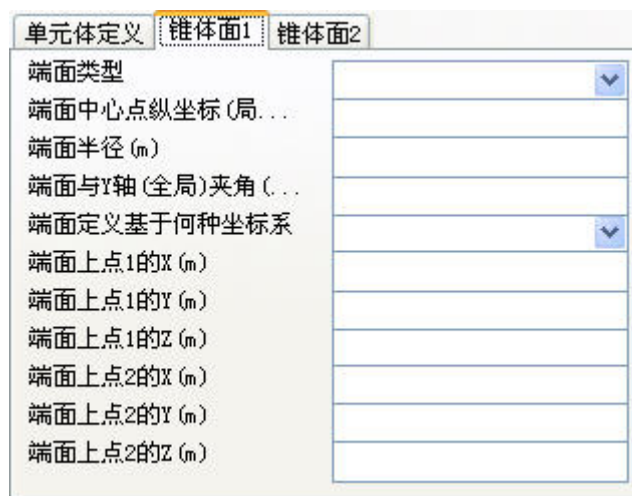 单元体定义 锥体面1 锥体面2
端面类型
端面中心点纵坐标(局...
端面半径(m)
端面与Y轴(全局)夹角(...
端面定义基于何种坐标系
端面上点1的X(m)
端面上点1的Y(m)
端面上点1的Z(m)
端面上点2的X(m)
端面上点2的Y(m)
端面上点2的Z(m)